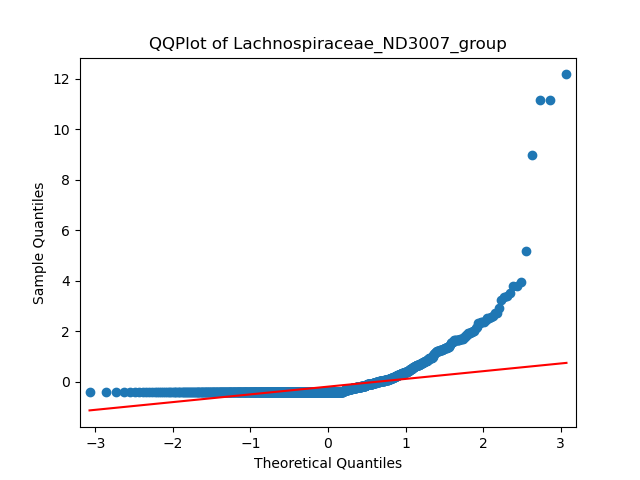 QQPlot of Lachnospiraceae_ND3007_group
12
10
8
6
4
2
0
−3 −2 −1 0 1 2 3
Sample Quantiles
Theoretical Quantiles